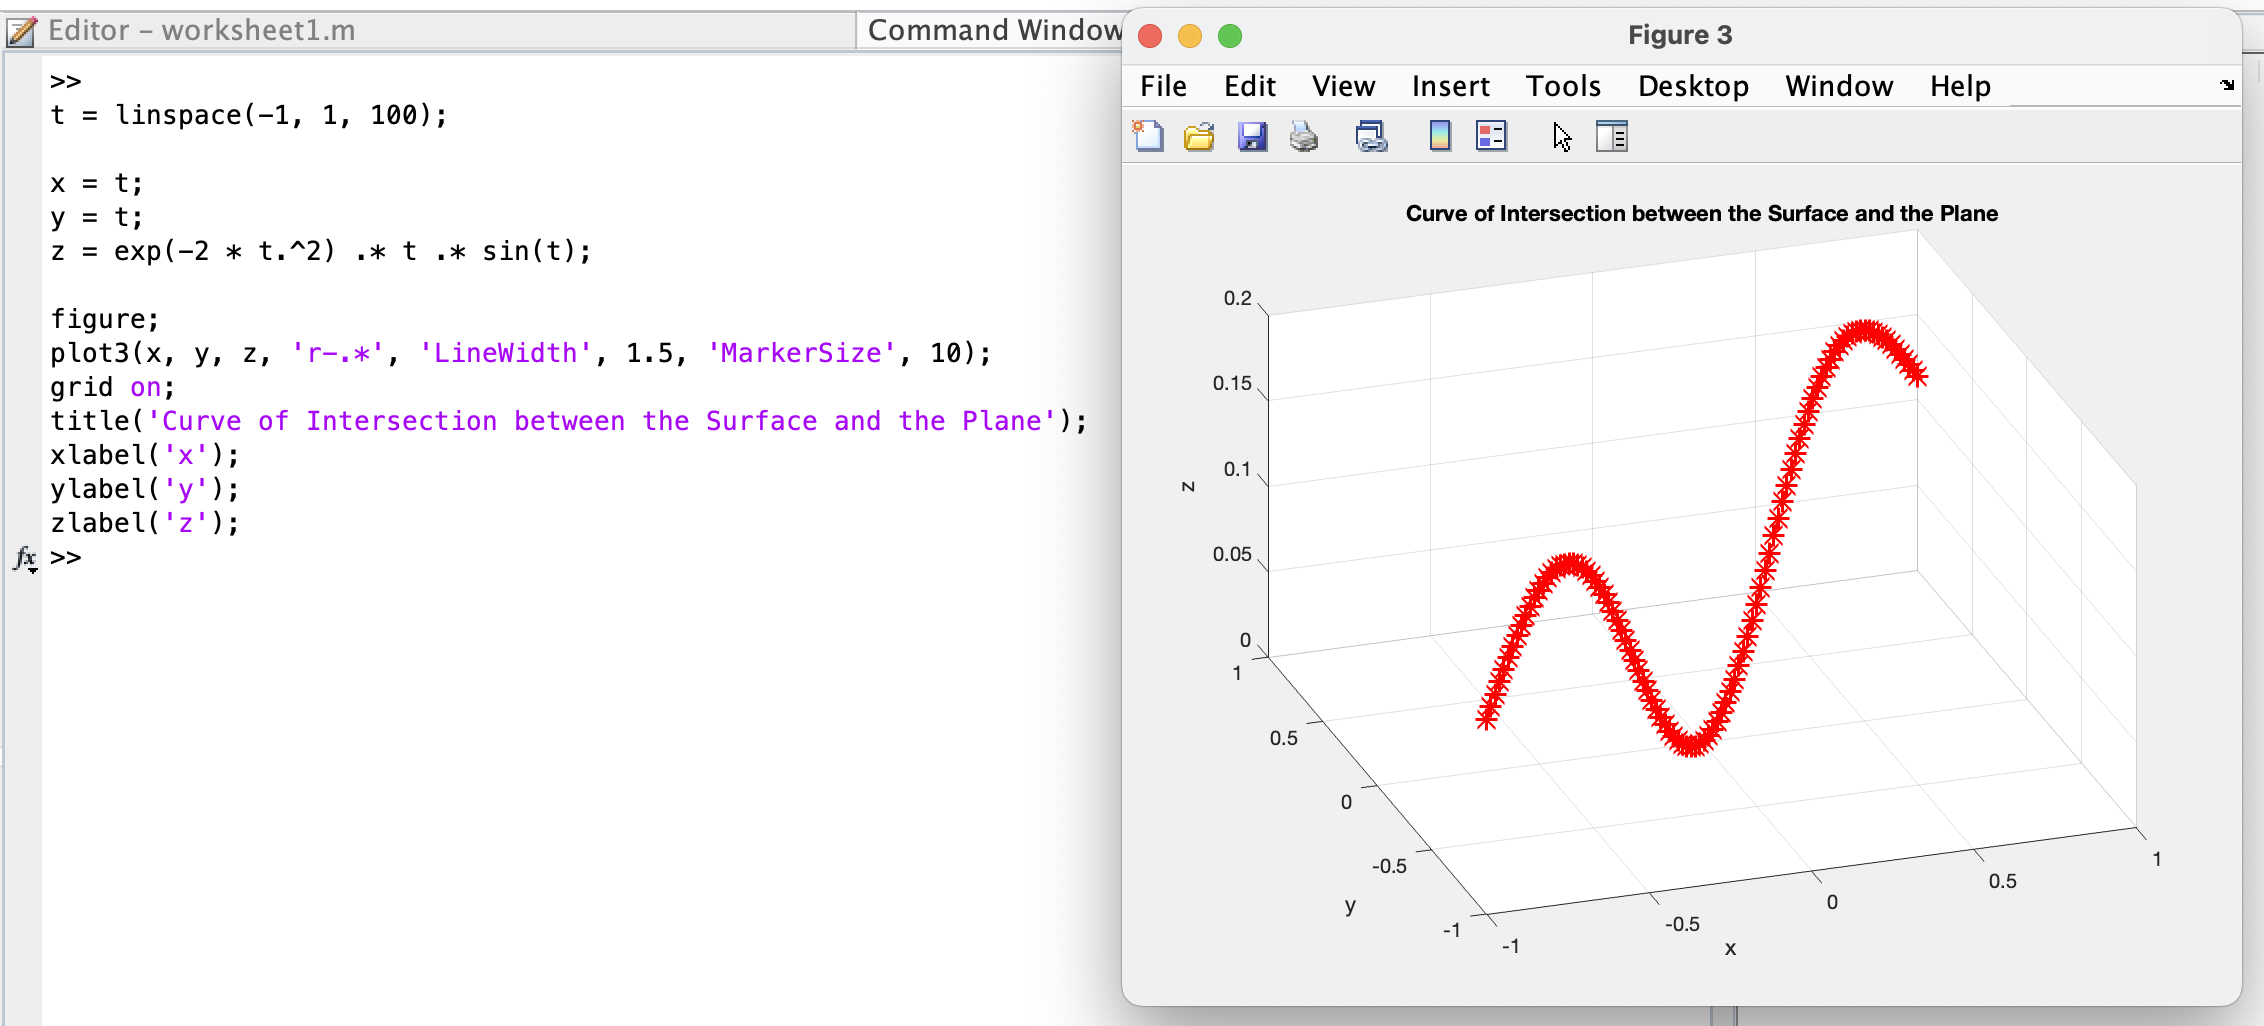 Editor – worksheet1.m
Command Window
>>
t = linspace(-1, 1, 100);
x = t;
y = t;
z = exp(-2 * t.^2) .* t .* sin(t);
figure;
plot3(x, y, z, 'r-.*', 'LineWidth', 1.5, 'MarkerSize', 10);
grid on;
title('Curve of Intersection between the Surface and the Plane');
xlabel('x');
ylabel('y');
zlabel('z');
fx >>
Figure 3
File Edit View Insert Tools Desktop Window Help
Curve of Intersection between the Surface and the Plane
0.2
0.15
0.1
0.05
0
z
1
0.5
0
-0.5
-1
y
-1
-0.5
0
0.5
1
x